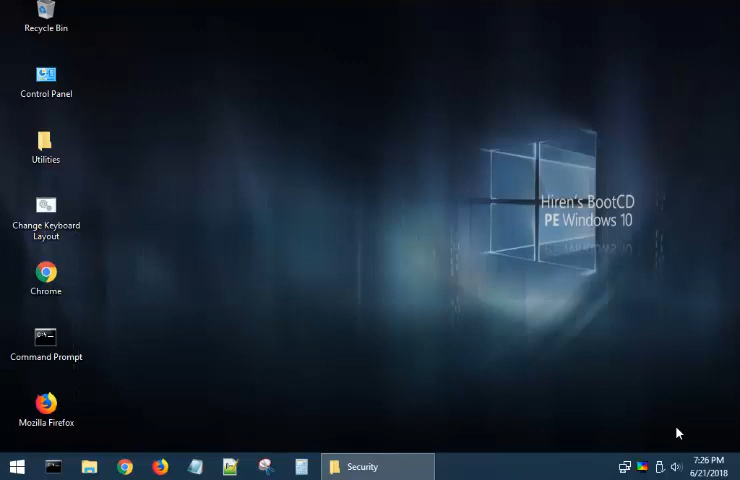 Recycle Bin
Control Panel
Utilities
Change Keyboard
Layout
Chrome
Command Prompt
Mozilla Firefox
Hiren's BootCD
PE Windows 10
Security
7:26 PM
6/21/2018